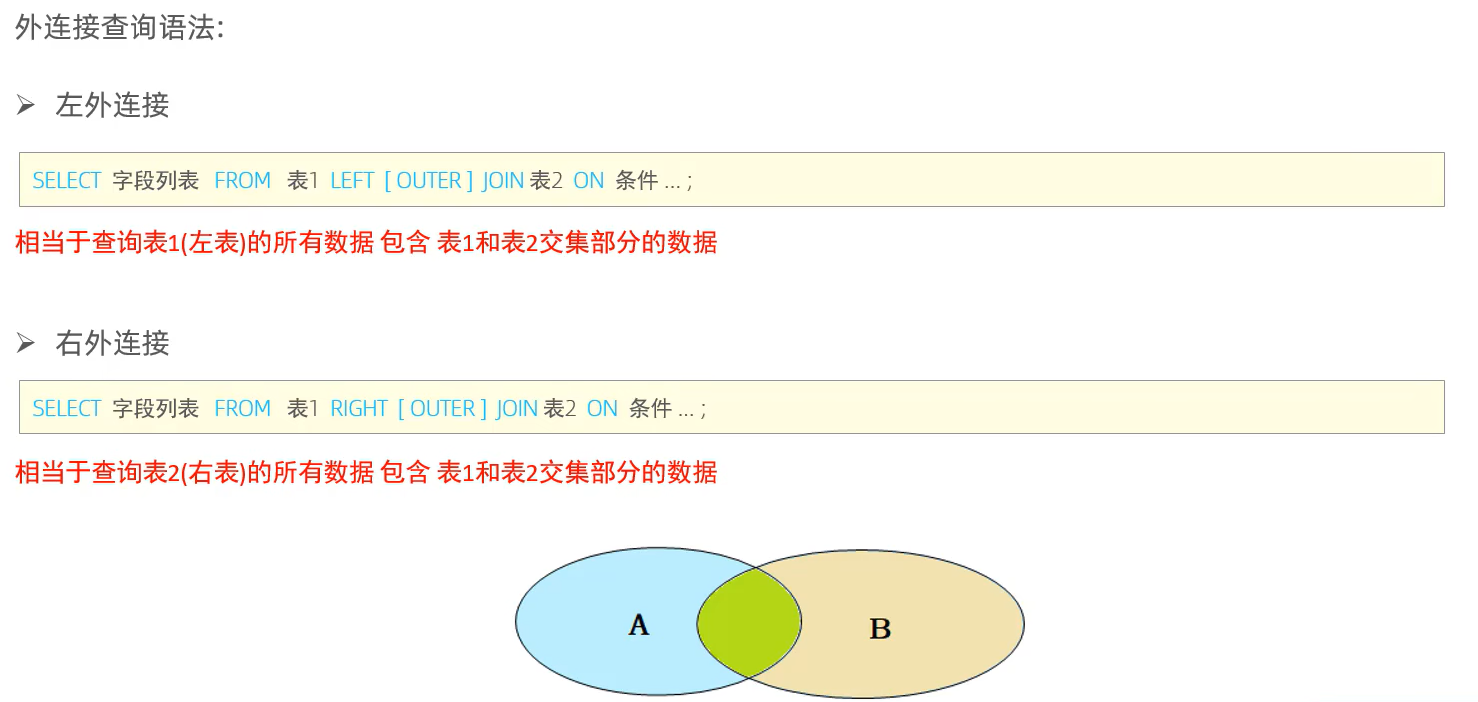 外连接查询语法:
➢ 左外连接
SELECT 字段列表 FROM 表1 LEFT [ OUTER ] JOIN 表2 ON 条件 ... ;
相当于查询表1(左表)的所有数据 包含 表1和表2交集部分的数据
➢ 右外连接
SELECT 字段列表 FROM 表1 RIGHT [ OUTER ] JOIN 表2 ON 条件 ... ;
相当于查询表2(右表)的所有数据 包含 表1和表2交集部分的数据
A B